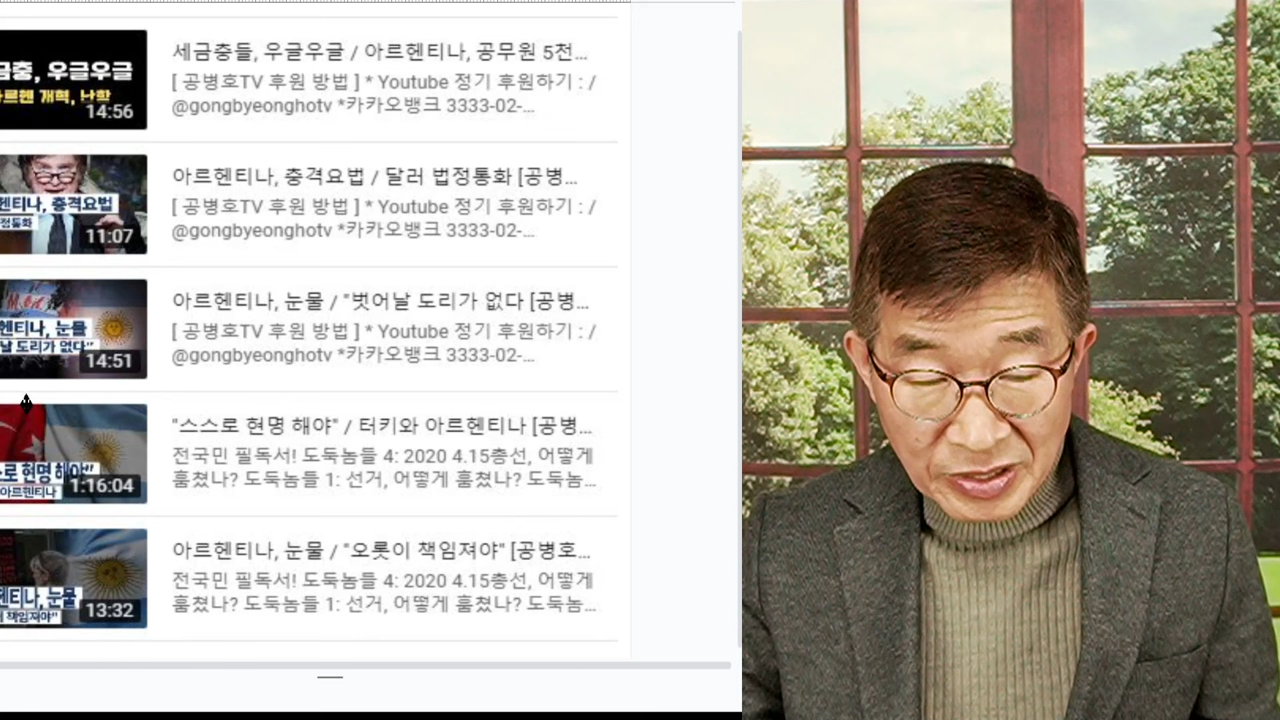 금충, 우글우글
르헨 개혁, 난항
14:56
세금충들, 우글우글 / 아르헨티나, 공무원 5천...
[ 공병호TV 후원 방법 ] * Youtube 정기 후원하기 : /
@gongbyeonghotv *카카오뱅크 3333-02-...
헨티나, 충격요법
정통화
11:07
아르헨티나, 충격요법 / 달러 법정통화 [공병...
[ 공병호TV 후원 방법 ] * Youtube 정기 후원하기 : /
@gongbyeonghotv *카카오뱅크 3333-02-...
헨티나, 눈물
날 도리가 없다"
14:51
아르헨티나, 눈물 / "벗어날 도리가 없다 [공병...
[ 공병호TV 후원 방법 ] * Youtube 정기 후원하기 : /
@gongbyeonghotv *카카오뱅크 3333-02-...
로 현명 해야"
아르헨티나
1:16:04
"스스로 현명 해야" / 터키와 아르헨티나 [공병...
전국민 필독서! 도둑놈들 4: 2020 4.15총선, 어떻게
훔쳤나? 도둑놈들 1: 선거, 어떻게 훔쳤나? 도둑놈...
헨티나, 눈물
책임져야"
13:32
아르헨티나, 눈물 / "오롯이 책임져야" [공병호...
전국민 필독서! 도둑놈들 4: 2020 4.15총선, 어떻게
훔쳤나? 도둑놈들 1: 선거, 어떻게 훔쳤나? 도둑놈...